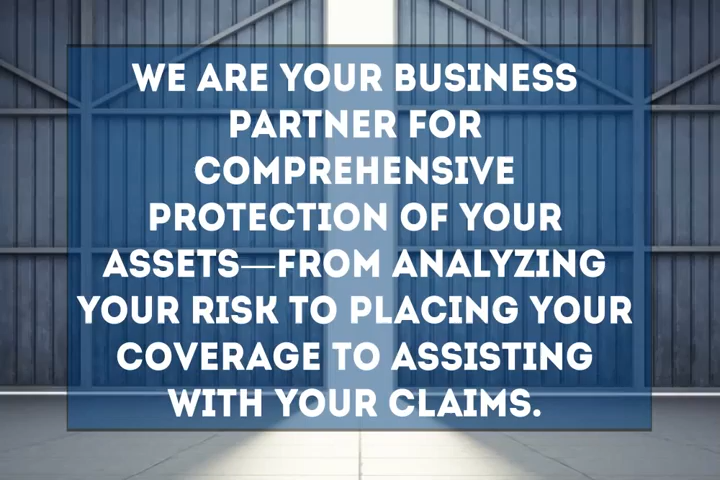 WE ARE YOUR BUSINESS
PARTNER FOR
COMPREHENSIVE
PROTECTION OF YOUR
ASSETS—FROM ANALYZING
YOUR RISK TO PLACING YOUR
COVERAGE TO ASSISTING
WITH YOUR CLAIMS.